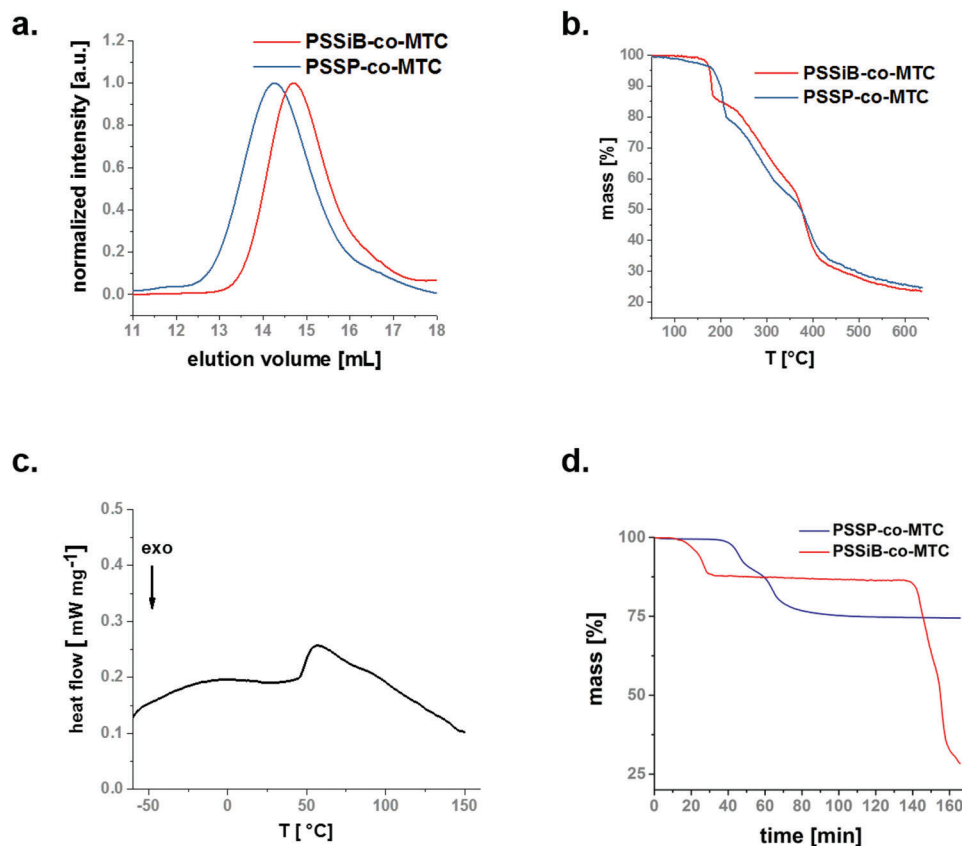 a.
PSSiB-co-MTC
PSSP-co-MTC
normalized intensity [a.u.]
1.2
1.0
0.8
0.6
0.4
0.2
0.0
11 12 13 14 15 16 17 18
elution volume [mL]
b.
PSSiB-co-MTC
PSSP-co-MTC
mass [%]
100
90
80
70
60
50
40
30
20
100 200 300 400 500 600
T [°C]
c.
exo
heat flow [ mW mg⁻¹]
0.5
0.4
0.3
0.2
0.1
0.0
-50 0 50 100 150
T [ °C]
d.
PSSP-co-MTC
PSSiB-co-MTC
mass [%]
100
75
50
25
0 20 40 60 80 100 120 140 160
time [min]